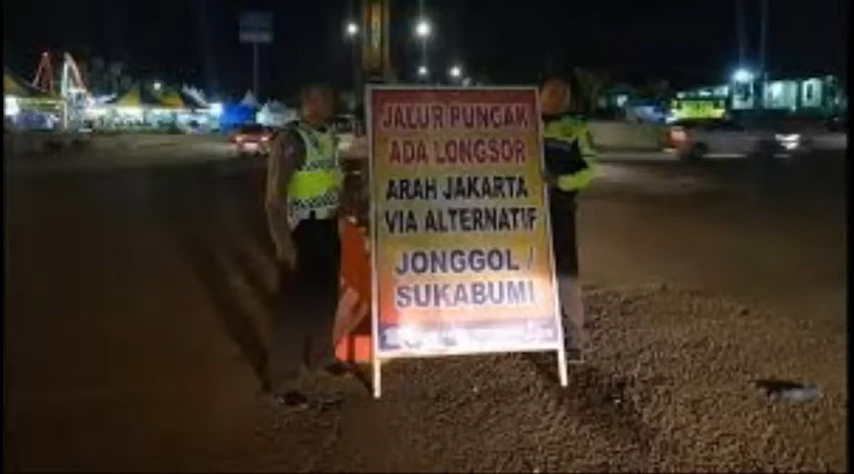 JALUR PUNCAK
ADA LONGSOR
ARAH JAKARTA
VIA ALTERNATIF
JONGGOL /
SUKABUMI